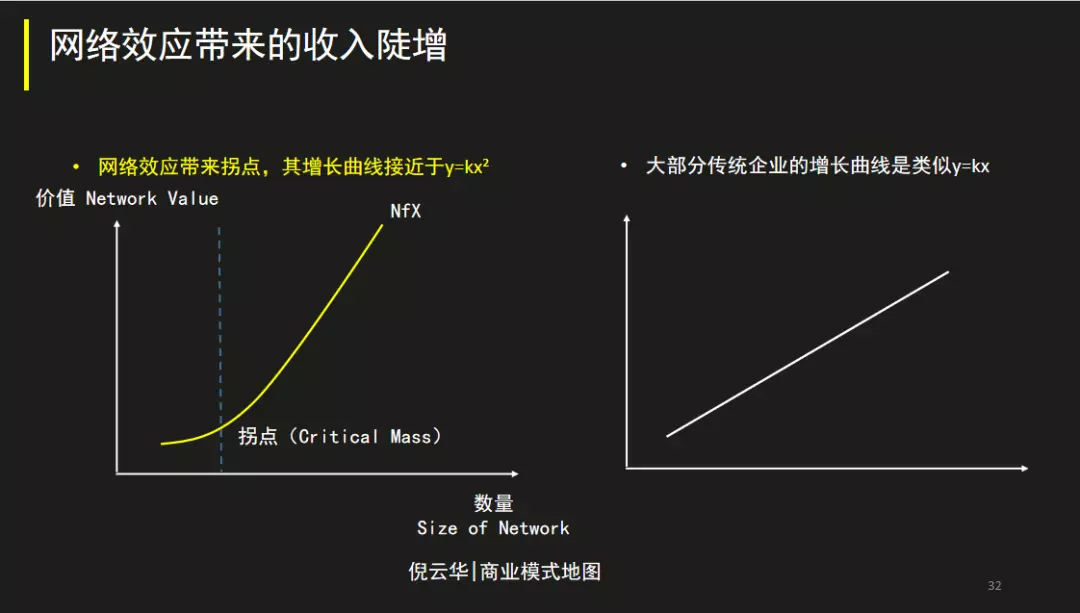 网络效应带来的收入陡增
• 网络效应带来拐点，其增长曲线接近于y=kx²
• 大部分传统企业的增长曲线是类似y=kx
价值 Network Value
NfX
拐点（Critical Mass）
数量
Size of Network
倪云华|商业模式地图
32